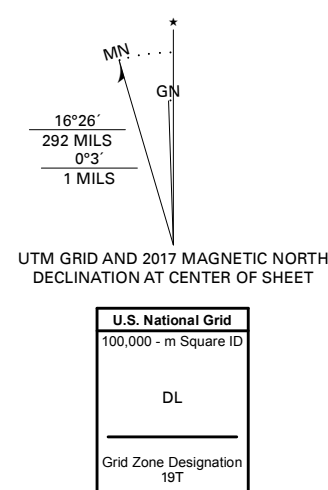 ★
MN
GN
16°26´
292 MILS
0°3´
1 MILS
UTM GRID AND 2017 MAGNETIC NORTH
DECLINATION AT CENTER OF SHEET
U.S. National Grid
100,000 - m Square ID
DL
Grid Zone Designation
19T